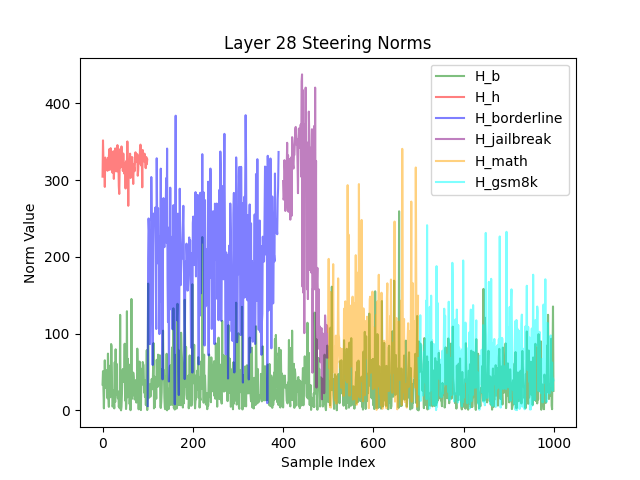 Layer 28 Steering Norms
H_b
H_h
H_borderline
H_jailbreak
H_math
H_gsm8k
Norm Value
400
300
200
100
0
0
200
400
600
800
1000
Sample Index